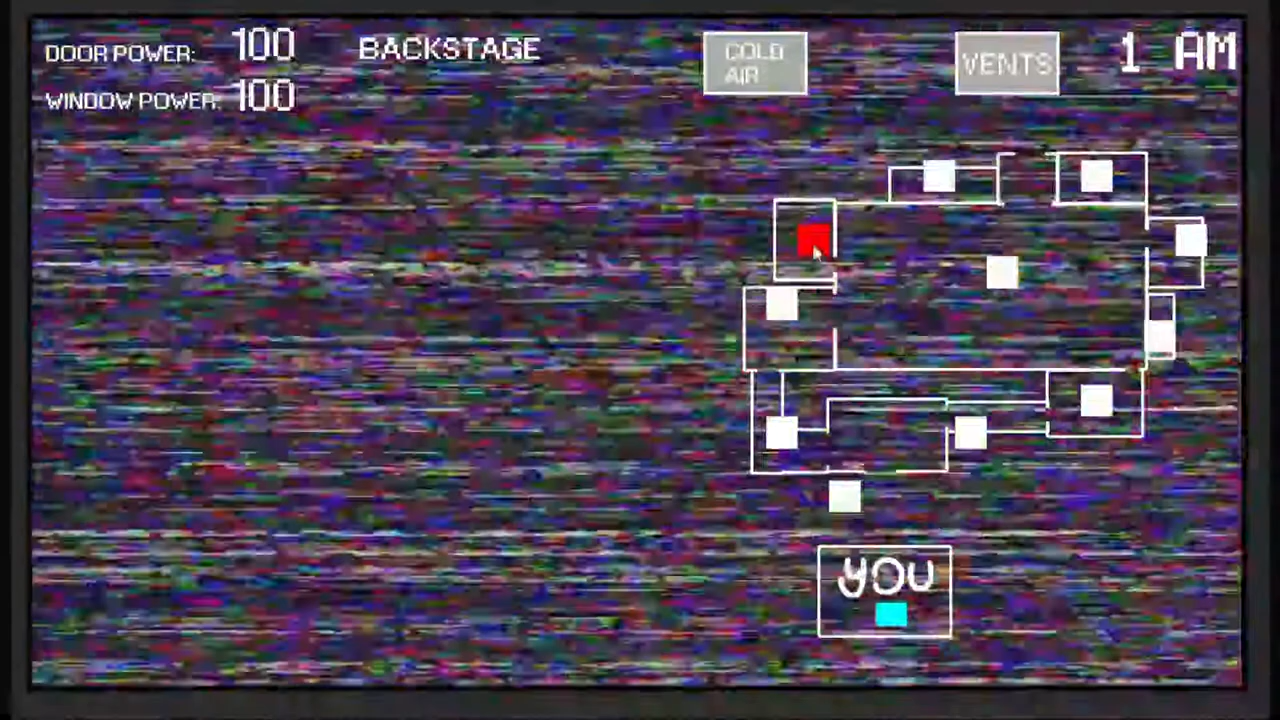 DOOR POWER: 100
WINDOW POWER: 100
BACKSTAGE
COLD
AIR
VENTS
1 AM
YOU